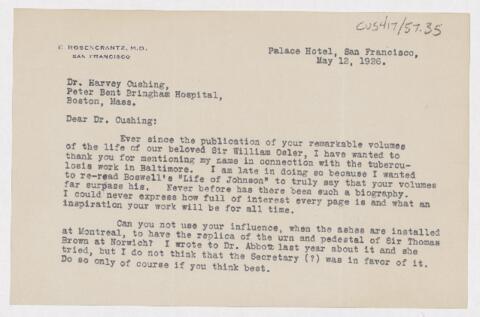 CUS417/57.35
E. ROSENCRANTZ, M.D.
SAN FRANCISCO
Palace Hotel, San Francisco,
May 12, 1926.
Dr. Harvey Cushing,
Peter Bent Bringham Hospital,
Boston, Mass.
Dear Dr. Cushing:
Ever since the publication of your remarkable volumes
of the life of our beloved Sir William Osler, I have wanted to
thank you for mentioning my name in connection with the tubercu-
losis work in Baltimore. I am late in doing so because I wanted
to re-read Boswell's "Life of Johnson" to truly say that your volumes
far surpass his. Never before has there been such a biography.
I could never express how full of interest every page is and what an
inspiration your work will be for all time.
Can you not use your influence, when the ashes are installed
at Montreal, to have the replica of the urn and pedestal of Sir Thomas
Brown at Norwich? I wrote to Dr. Abbott last year about it and she
tried, but I do not think that the Secretary (?) was in favor of it.
Do so only of course if you think best.